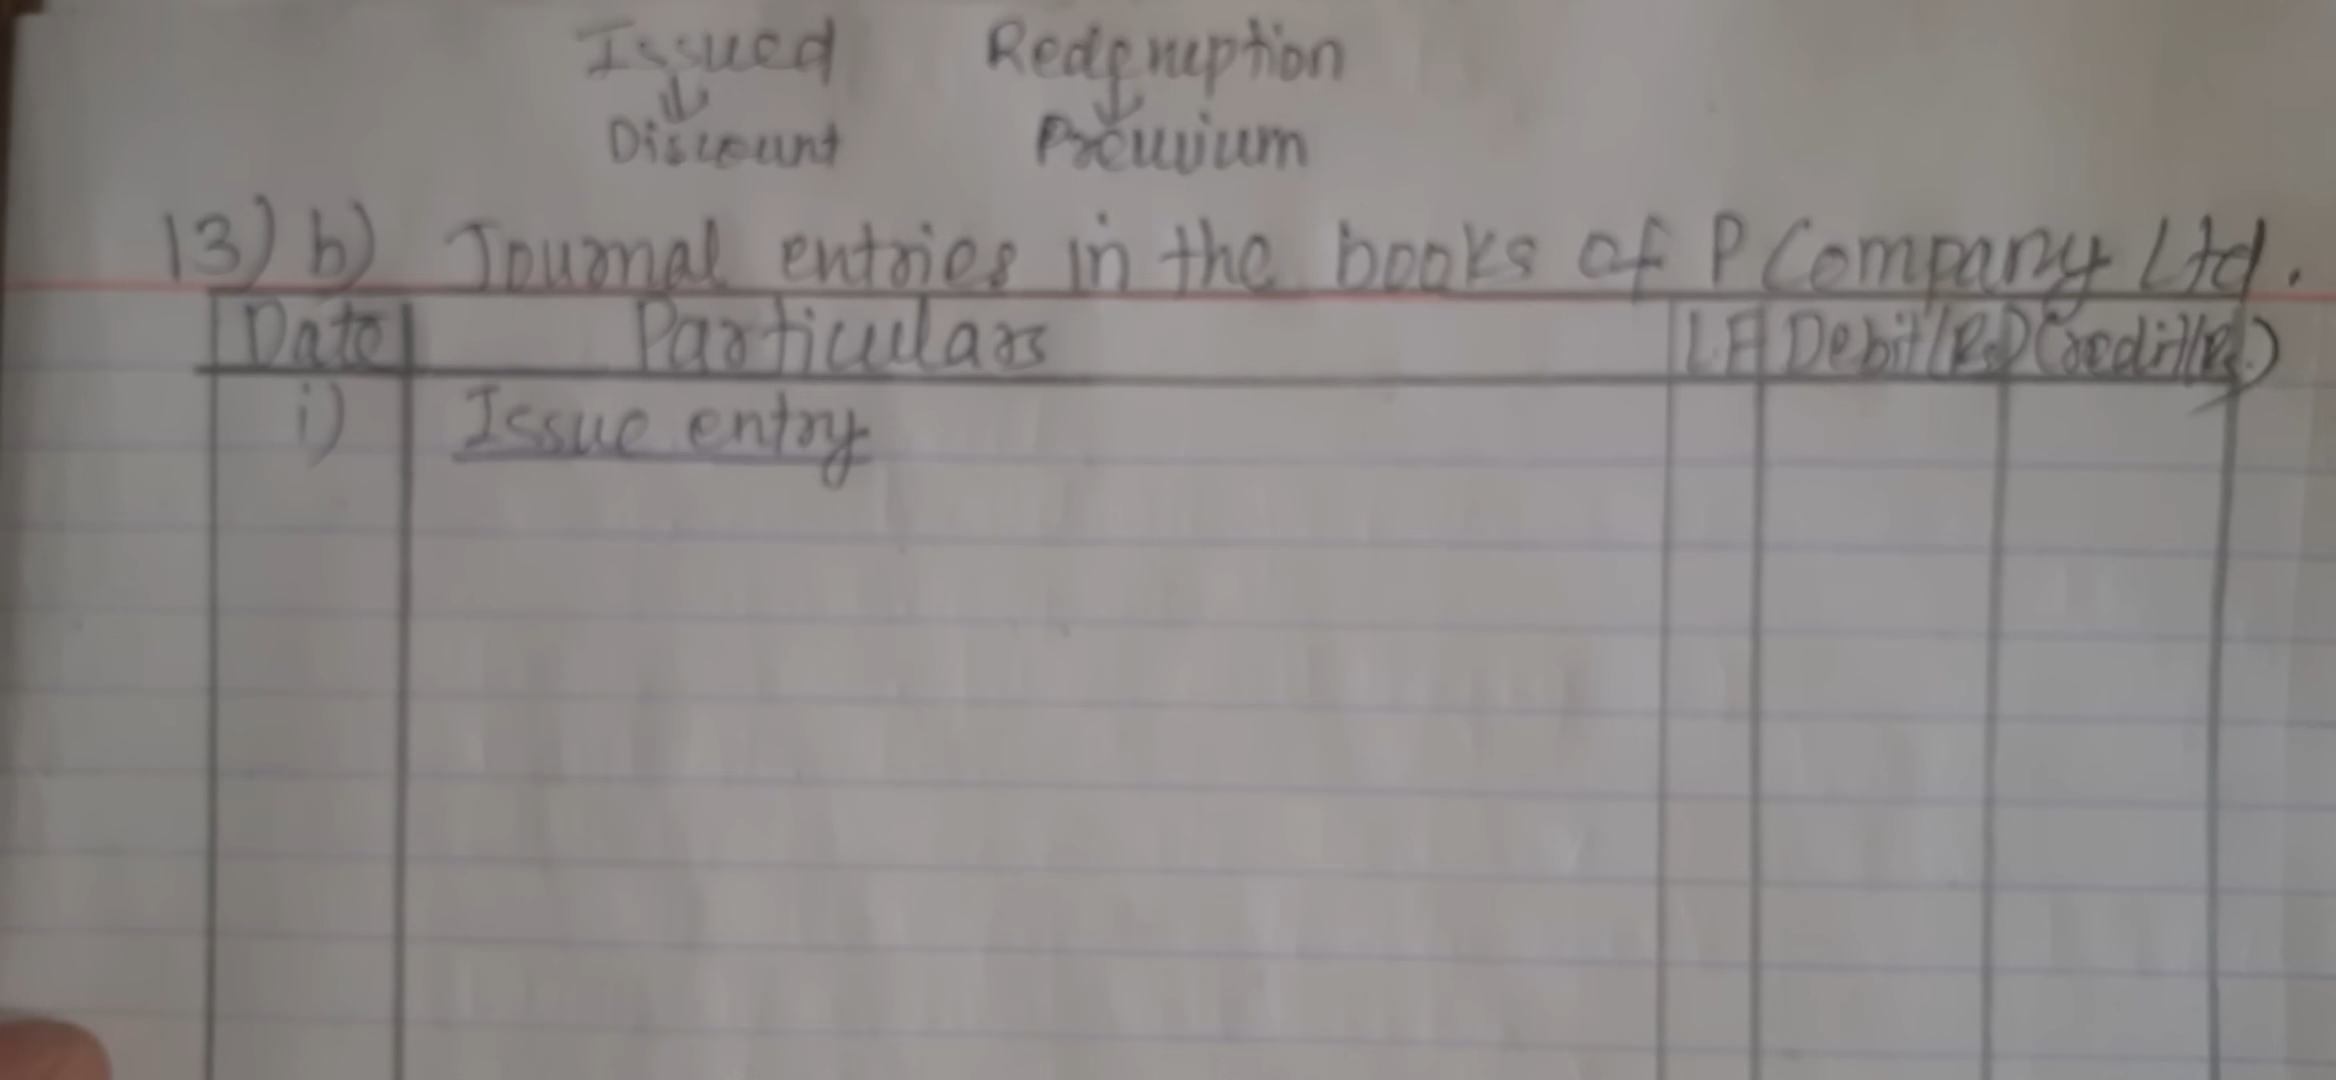 Issued Redemption
Discount Premium
13) b) Journal entries in the books of P Company Ltd.
Date Particulars L.F Debit(Rs.) Credit(Rs.)
i) Issue entry